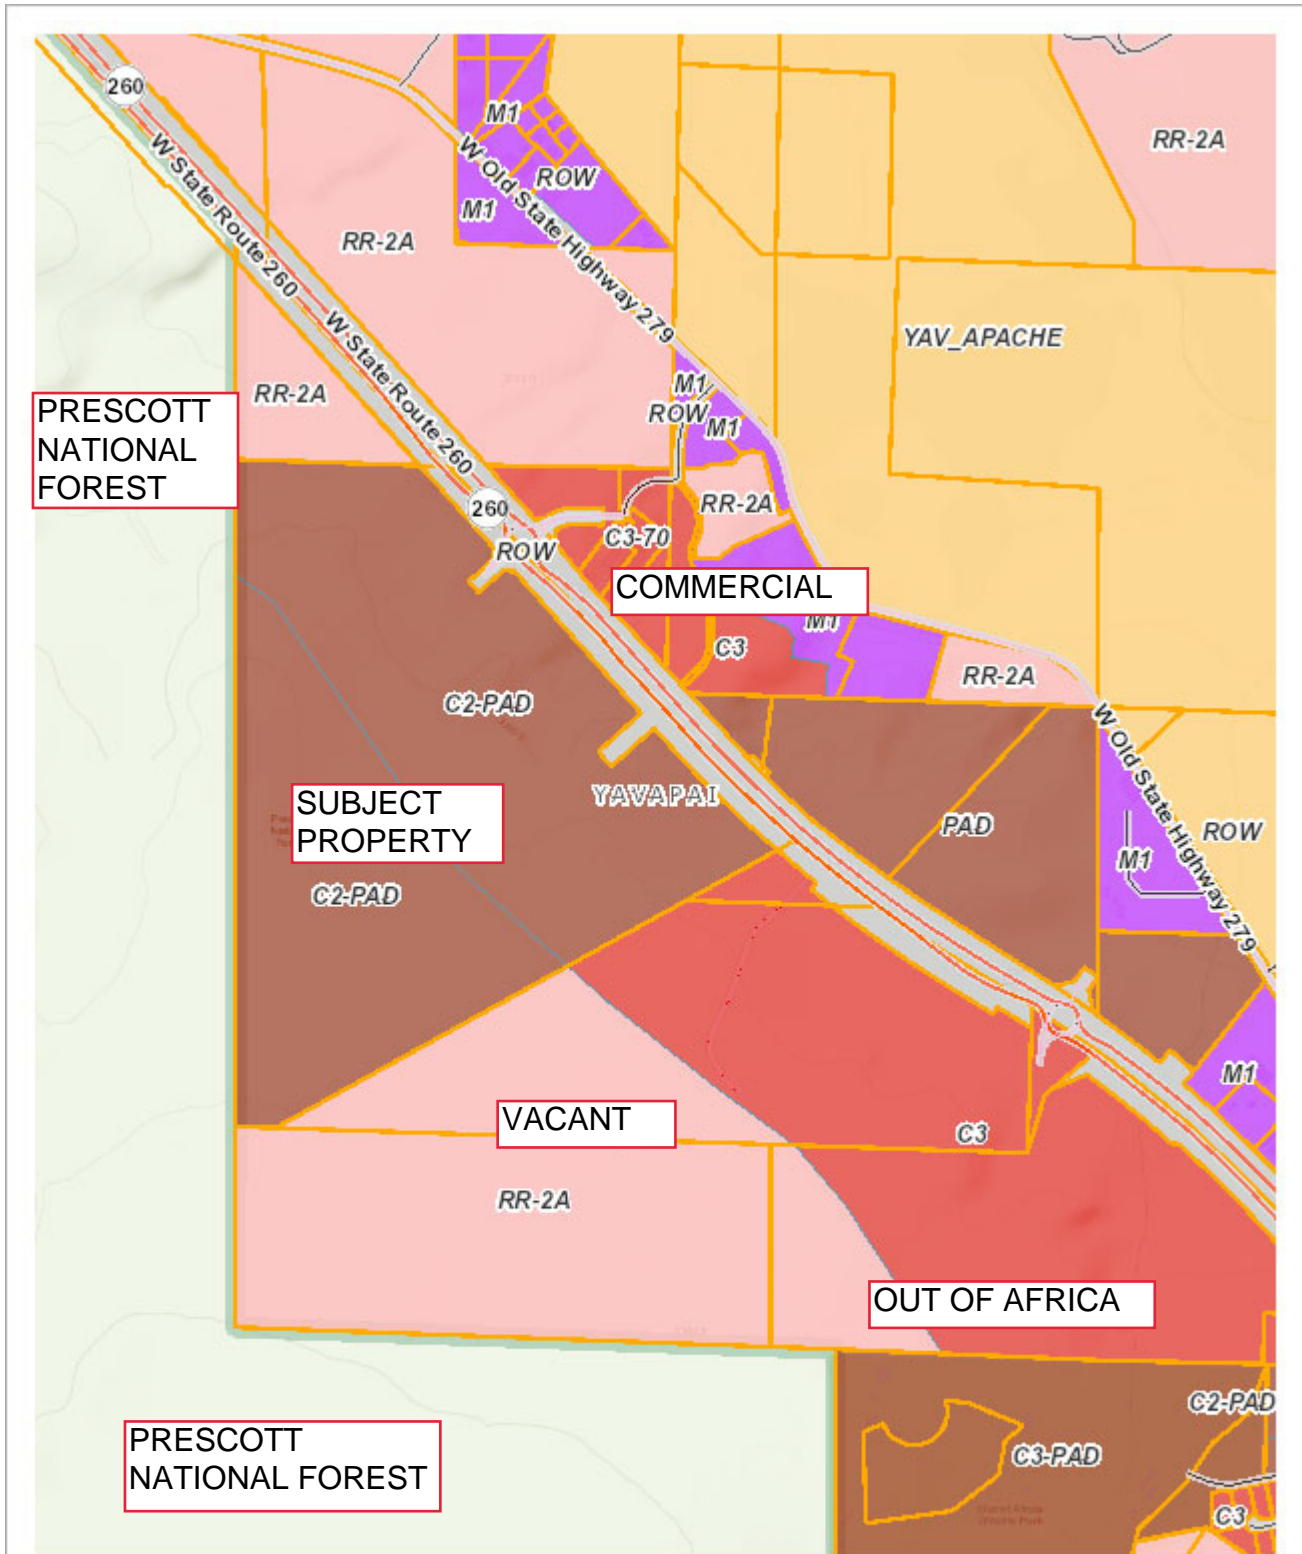 260
M1
RR-2A
W State Route 260
W Old State Highway 279
ROW
M1
RR-2A
YAV_APACHE
W State Route 260
M1
RR-2A
PRESCOTT
NATIONAL
FOREST
ROW
M1
260
RR-2A
C3-70
ROW
COMMERCIAL
M1
C3
RR-2A
C2-PAD
W Old State Highway 279
YAVAPAI
SUBJECT
PROPERTY
PAD
ROW
M1
C2-PAD
M1
VACANT
C3
RR-2A
OUT OF AFRICA
C2-PAD
PRESCOTT
NATIONAL FOREST
C3-PAD
C3